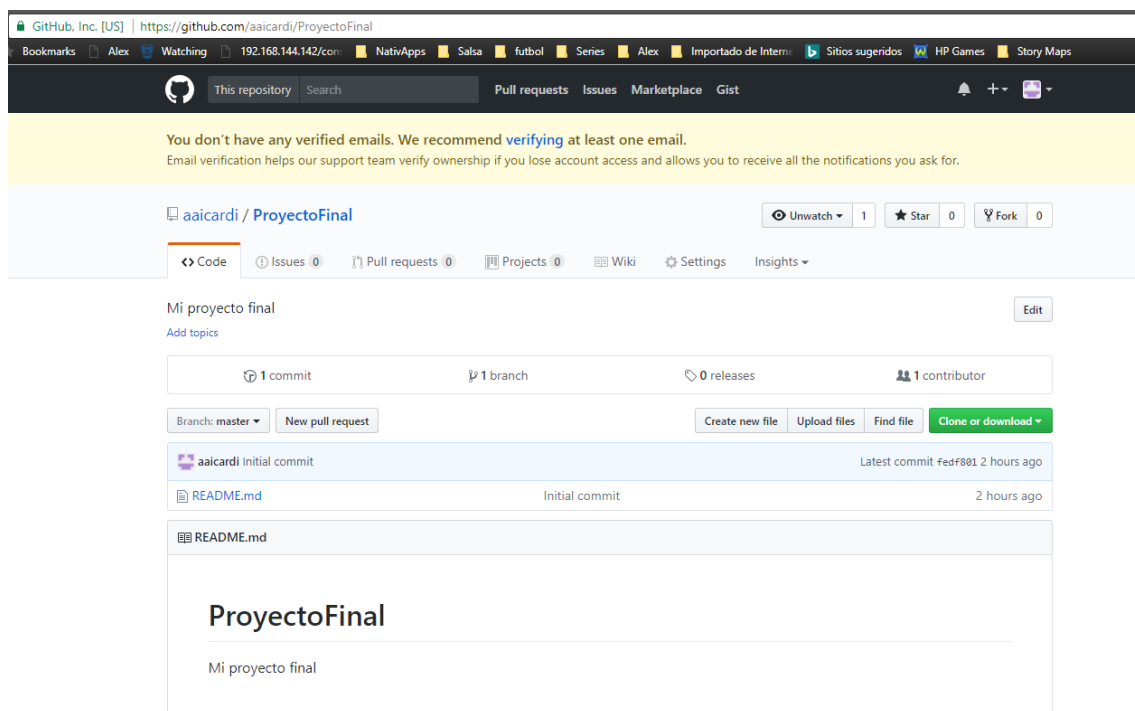 GitHub, Inc. [US] https://github.com/aaicardi/ProyectoFinal
Bookmarks Alex Watching 192.168.144.142/con NativApps Salsa futbol Series Alex Importado de Interne Sitios sugeridos HP Games Story Maps
This repository Search Pull requests Issues Marketplace Gist
You don't have any verified emails. We recommend verifying at least one email.
Email verification helps our support team verify ownership if you lose account access and allows you to receive all the notifications you ask for.
aaicardi / ProyectoFinal Unwatch 1 Star 0 Fork 0
Code Issues 0 Pull requests 0 Projects 0 Wiki Settings Insights
Mi proyecto final Edit
Add topics
1 commit 1 branch 0 releases 1 contributor
Branch: master New pull request Create new file Upload files Find file Clone or download
aaicardi Initial commit Latest commit fedf801 2 hours ago
README.md Initial commit 2 hours ago
README.md
ProyectoFinal
Mi proyecto final